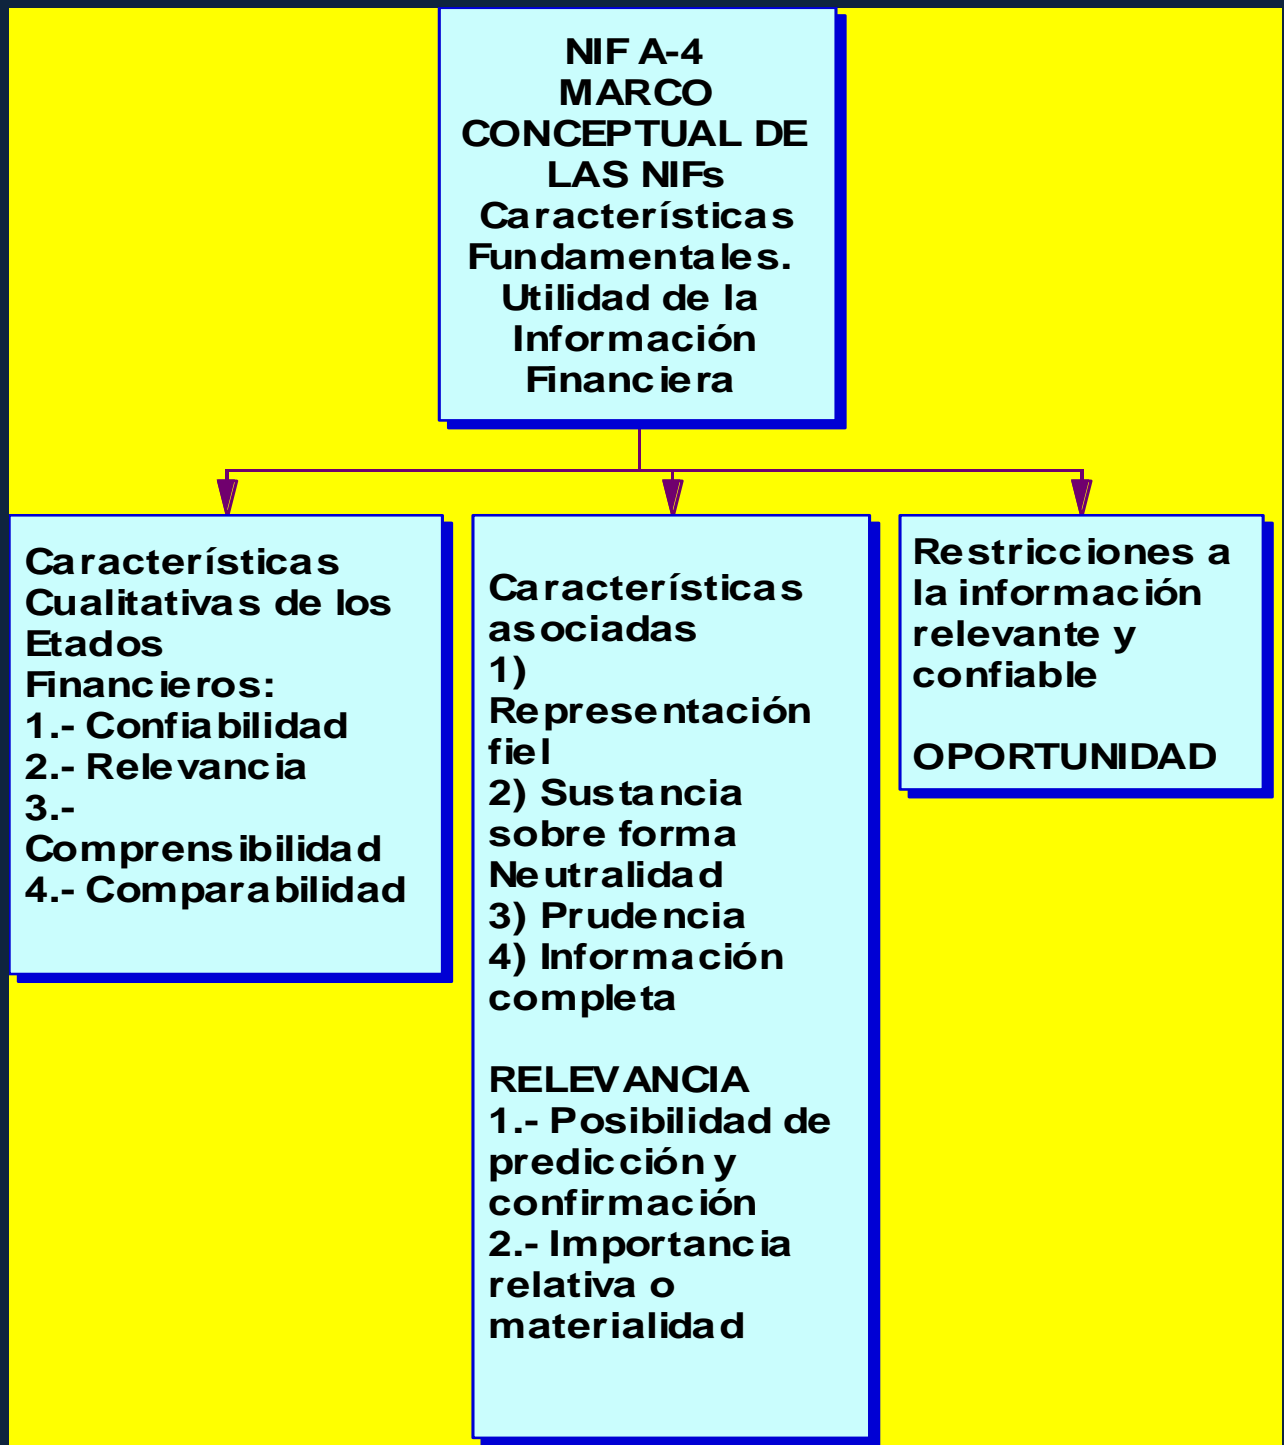 NIF A-4
MARCO
CONCEPTUAL DE
LAS NIFs
Características
Fundamentales.
Utilidad de la
Información
Financiera
Características
Cualitativas de los
Etados
Financieros:
1.- Confiabilidad
2.- Relevancia
3.-
Comprensibilidad
4.- Comparabilidad
Características
asociadas
1)
Representación
fiel
2) Sustancia
sobre forma
Neutralidad
3) Prudencia
4) Información
completa
RELEVANCIA
1.- Posibilidad de
predicción y
confirmación
2.- Importancia
relativa o
materialidad
Restricciones a
la información
relevante y
confiable
OPORTUNIDAD